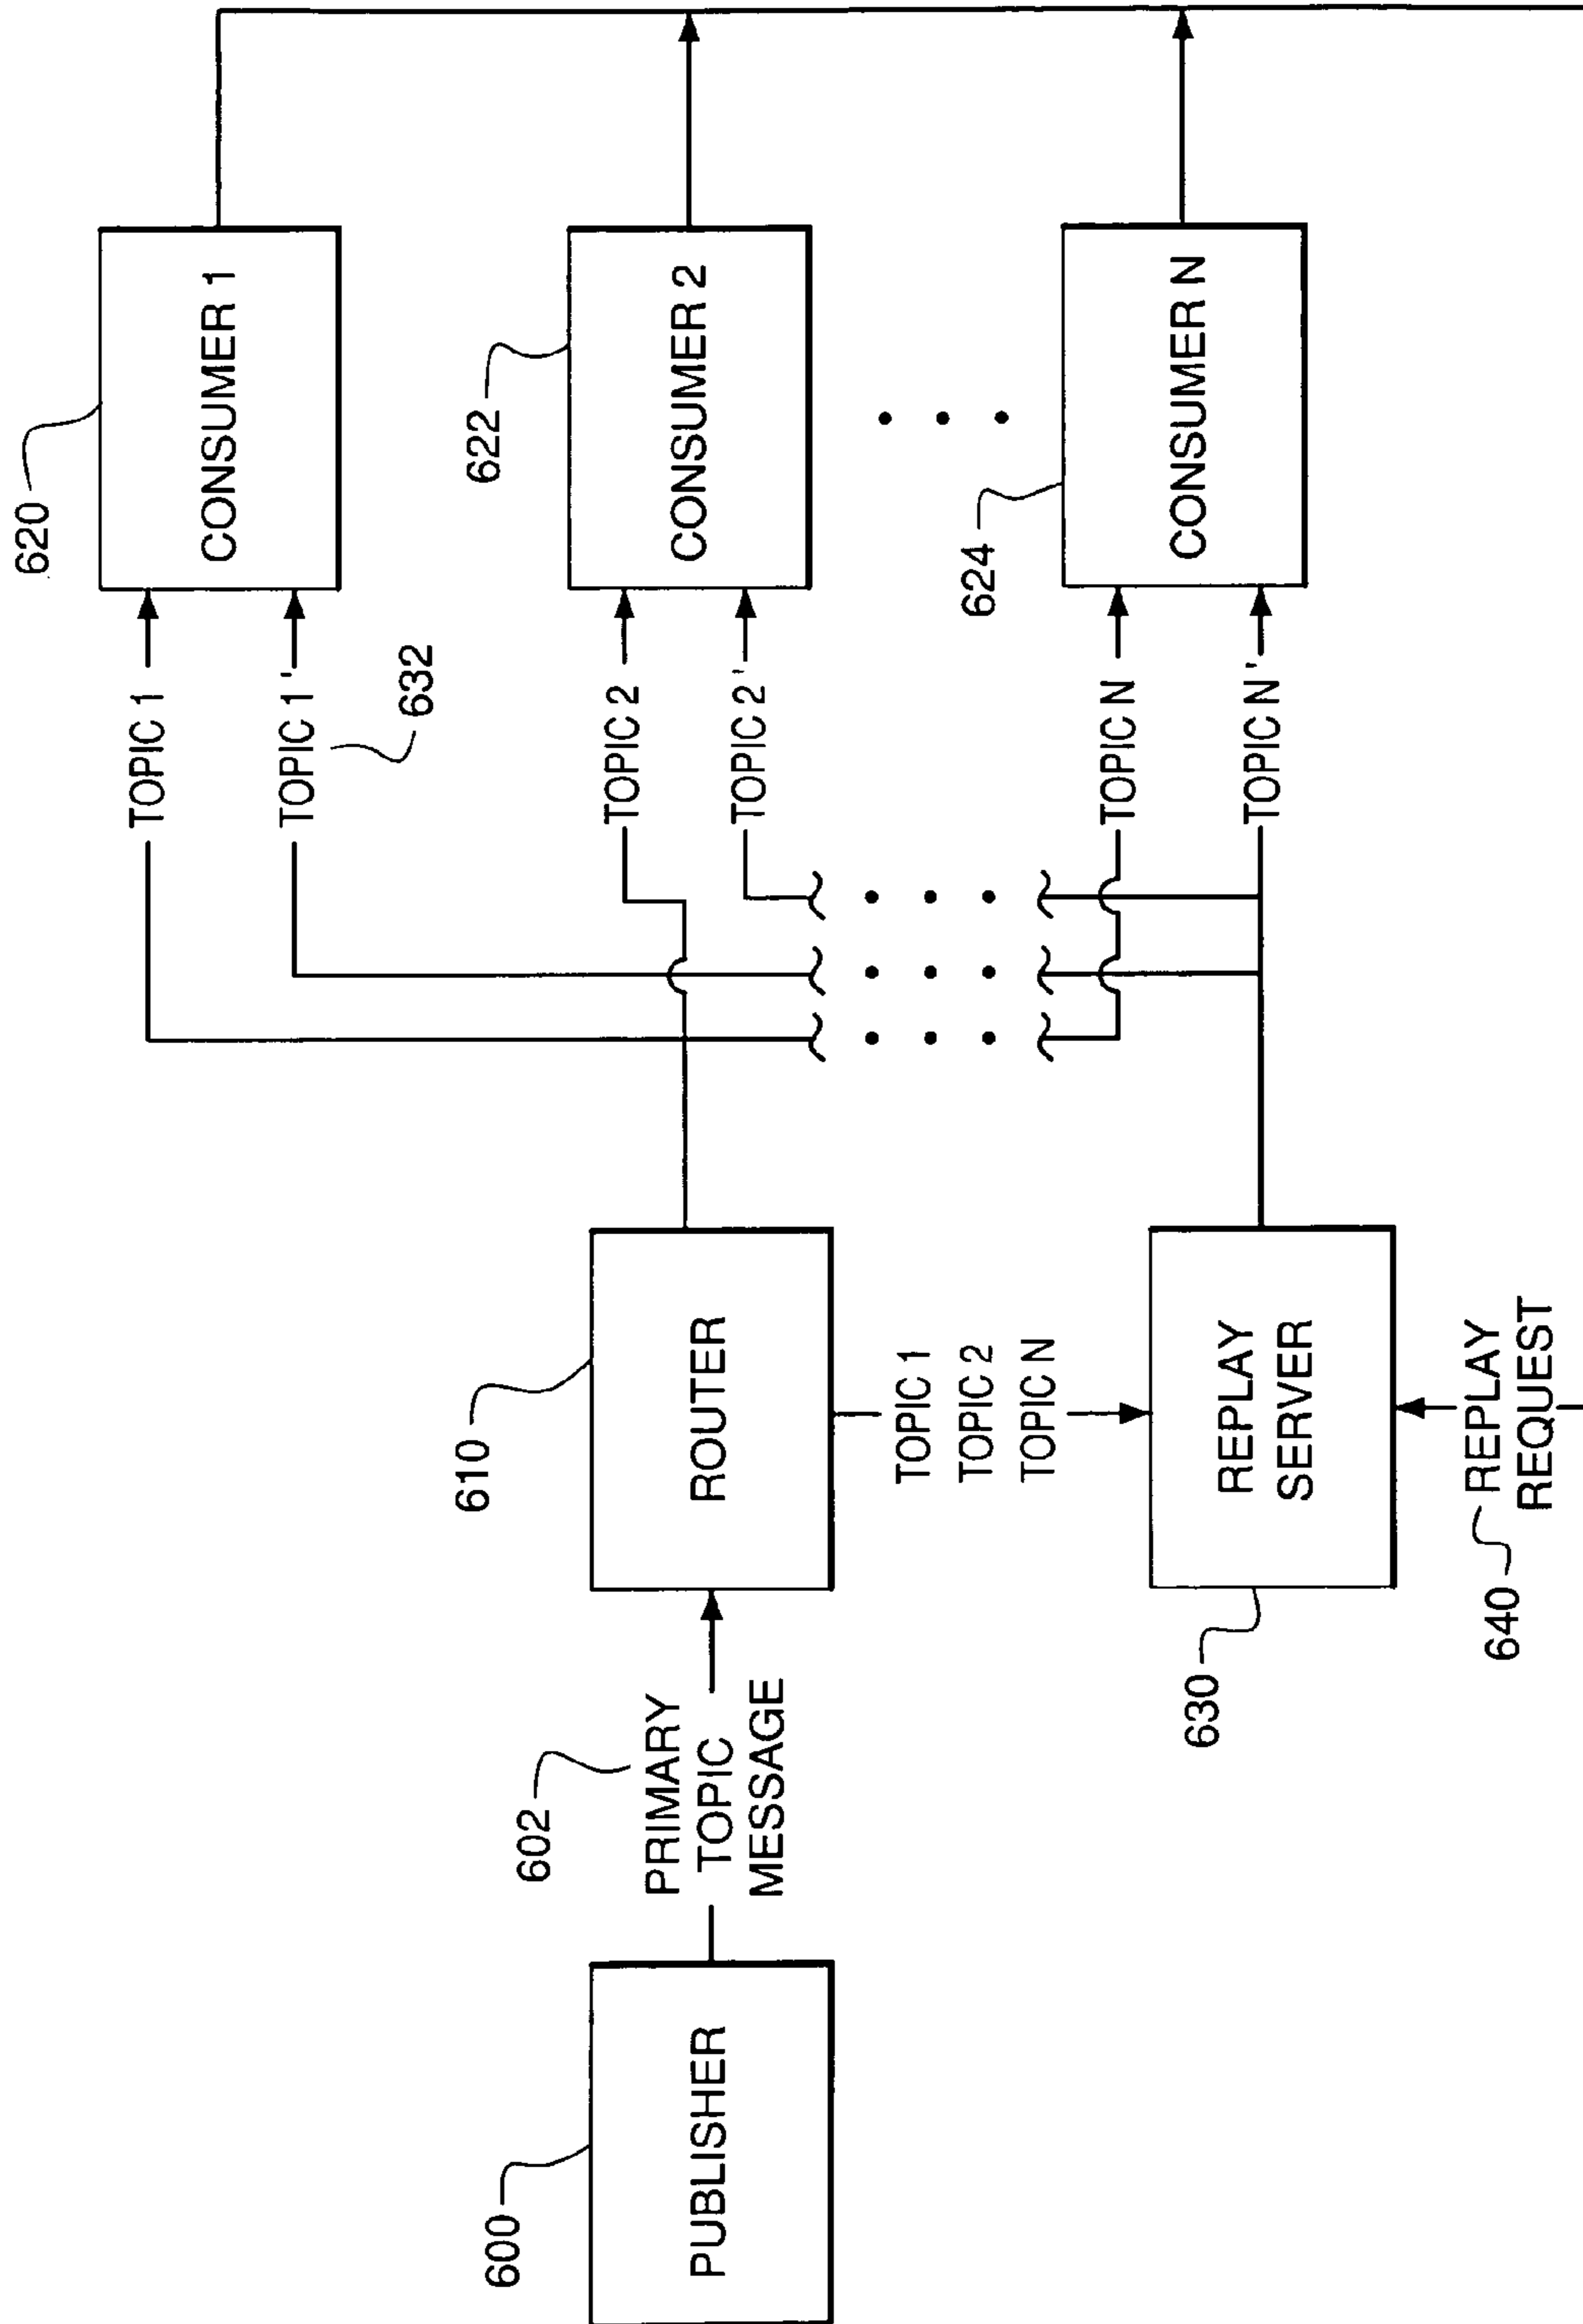 620
CONSUMER 1
TOPIC 1
TOPIC 1'
632
622
CONSUMER 2
TOPIC 2
TOPIC 2'
624
CONSUMER N
TOPIC N
TOPIC N'
610
ROUTER
TOPIC 1
TOPIC 2
TOPIC N
REPLAY
SERVER
630
640
REPLAY
REQUEST
602
PRIMARY
TOPIC
MESSAGE
600
PUBLISHER